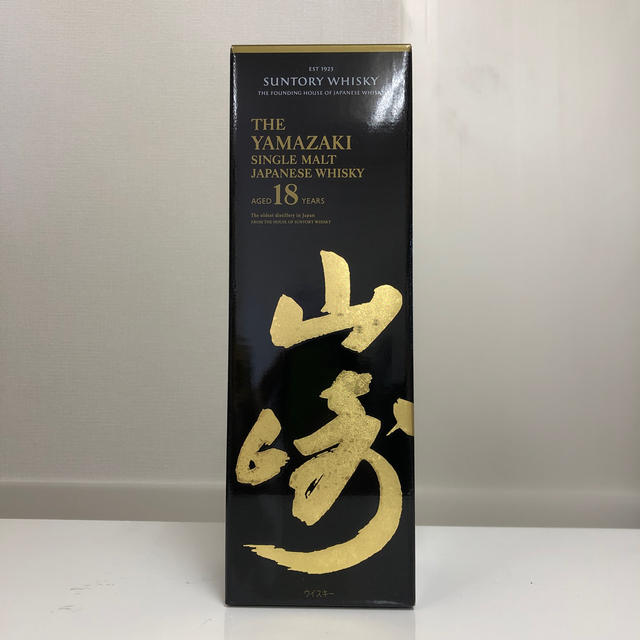 EST 1923
SUNTORY WHISKY
THE FOUNDING HOUSE OF JAPANESE WHISKY
THE
YAMAZAKI
SINGLE MALT
JAPANESE WHISKY
AGED 18 YEARS
The oldest distillery in Japan
FROM THE HOUSE OF SUNTORY WHISKY
山崎
ウイスキー